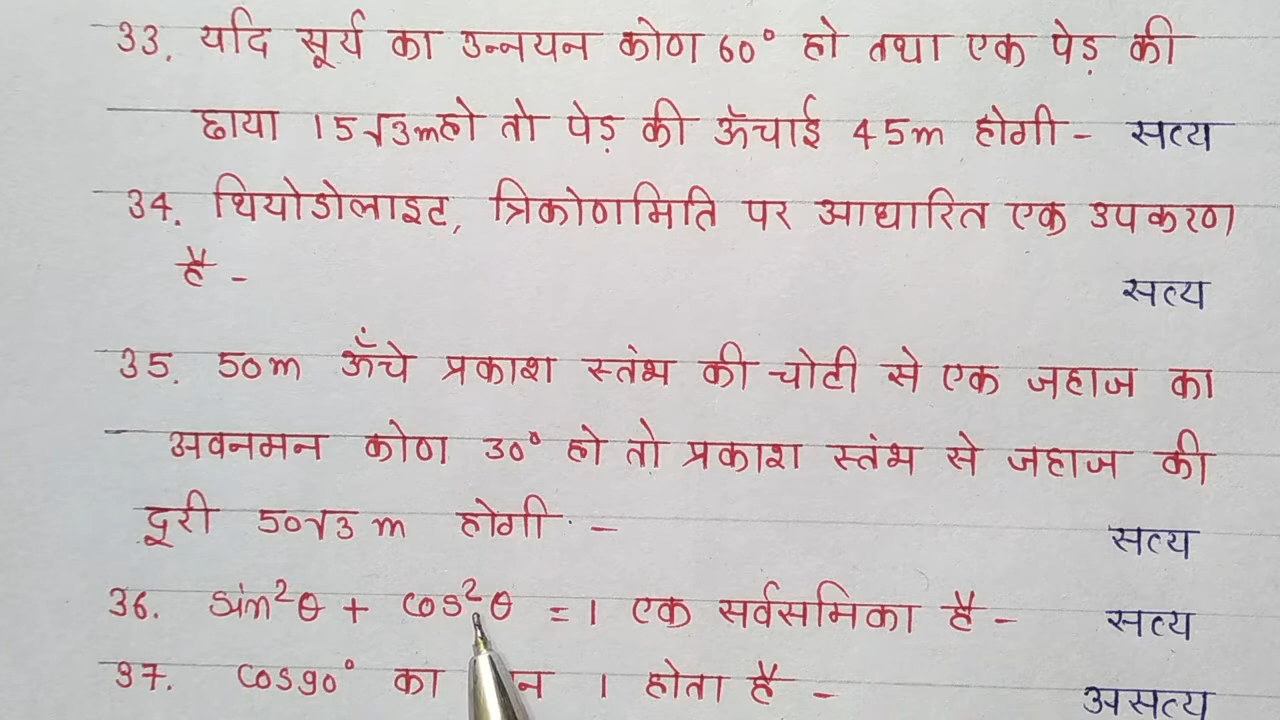 33. यदि सूर्य का उन्नयन कोण 60° हो तथा एक पेड़ की
छाया 15√3m हो तो पेड़ की ऊँचाई 45m होगी - सत्य
34. थियोडोलाइट, त्रिकोणमिति पर आधारित एक उपकरण
है - सत्य
35. 50m ऊँचे प्रकाश स्तंभ की चोटी से एक जहाज का
अवनमन कोण 30° हो तो प्रकाश स्तंभ से जहाज की
दूरी 50√3 m होगी - सत्य
36. sin²θ + cos²θ = 1 एक सर्वसमिका है - सत्य
37. cos90° का 1 होता है - असत्य